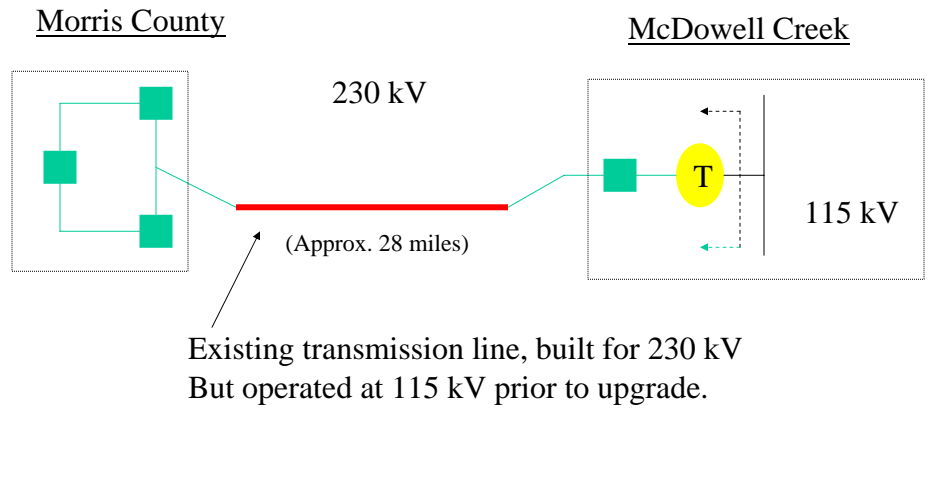 Morris County
McDowell Creek
230 kV
T
115 kV
(Approx. 28 miles)
Existing transmission line, built for 230 kV
But operated at 115 kV prior to upgrade.